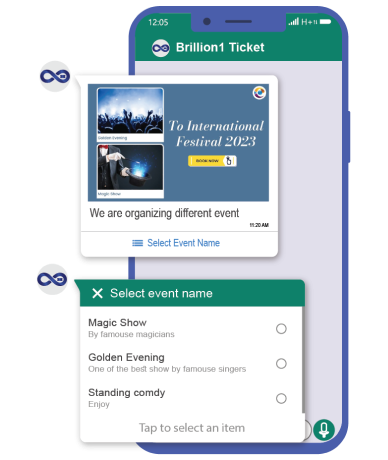 12:05
H+
Brillion1 Ticket
To International
Festival 2023
BOOK NOW
Golden Evening
Magic Show
We are organizing different event
11:20 AM
Select Event Name
Select event name
Magic Show
By famouse magicians
Golden Evening
One of the best show by famouse singers
Standing comdy
Enjoy
Tap to select an item